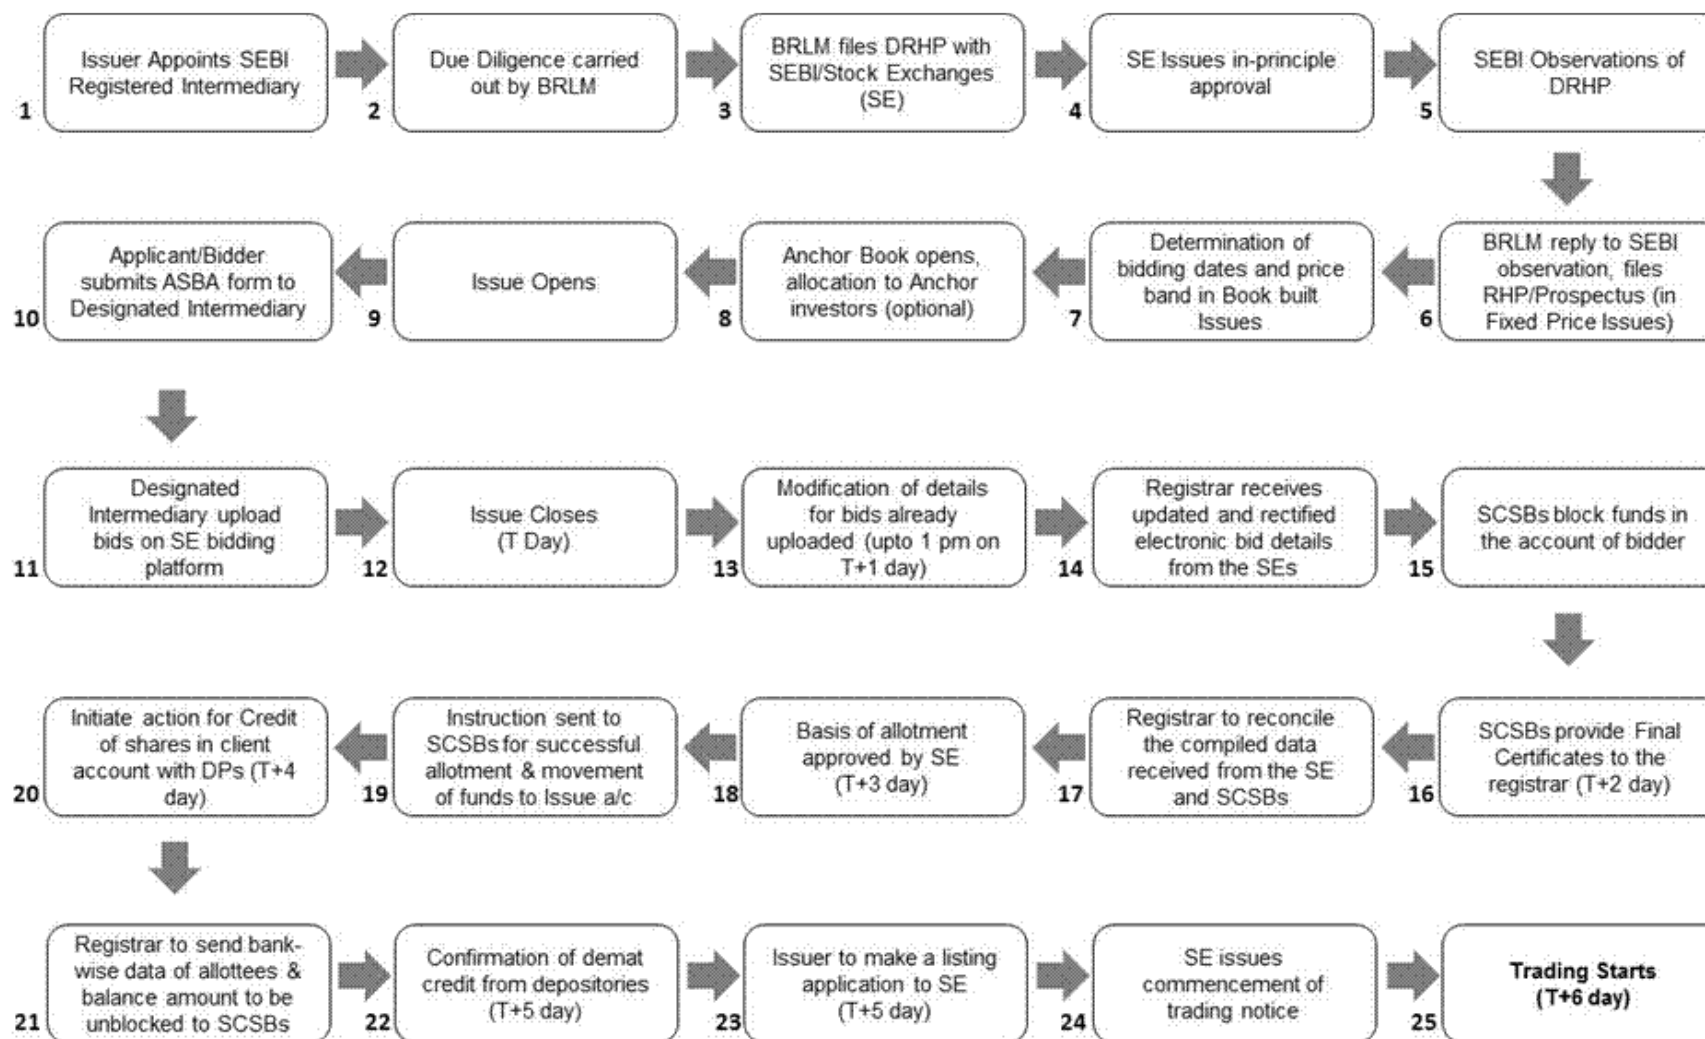 Issuer Appoints SEBI
Registered Intermediary
1
Due Diligence carried
out by BRLM
2
BRLM files DRHP with
SEBI/Stock Exchanges
(SE)
3
SE Issues in-principle
approval
4
SEBI Observations of
DRHP
5
BRLM reply to SEBI
observation, files
RHP/Prospectus (in
Fixed Price Issues)
6
Determination of
bidding dates and price
band in Book built
Issues
7
Anchor Book opens,
allocation to Anchor
investors (optional)
8
Issue Opens
9
Applicant/Bidder
submits ASBA form to
Designated Intermediary
10
Designated
Intermediary upload
bids on SE bidding
platform
11
Issue Closes
(T Day)
12
Modification of details
for bids already
uploaded (upto 1 pm on
T+1 day)
13
Registrar receives
updated and rectified
electronic bid details
from the SEs
14
SCSBs block funds in
the account of bidder
15
SCSBs provide Final
Certificates to the
registrar (T+2 day)
16
Registrar to reconcile
the compiled data
received from the SE
and SCSBs
17
Basis of allotment
approved by SE
(T+3 day)
18
Instruction sent to
SCSBs for successful
allotment & movement
of funds to Issue a/c
19
Initiate action for Credit
of shares in client
account with DPs (T+4
day)
20
Registrar to send bank-
wise data of allottees &
balance amount to be
unblocked to SCSBs
21
Confirmation of demat
credit from depositories
(T+5 day)
22
Issuer to make a listing
application to SE
(T+5 day)
23
SE issues
commencement of
trading notice
24
Trading Starts
(T+6 day)
25